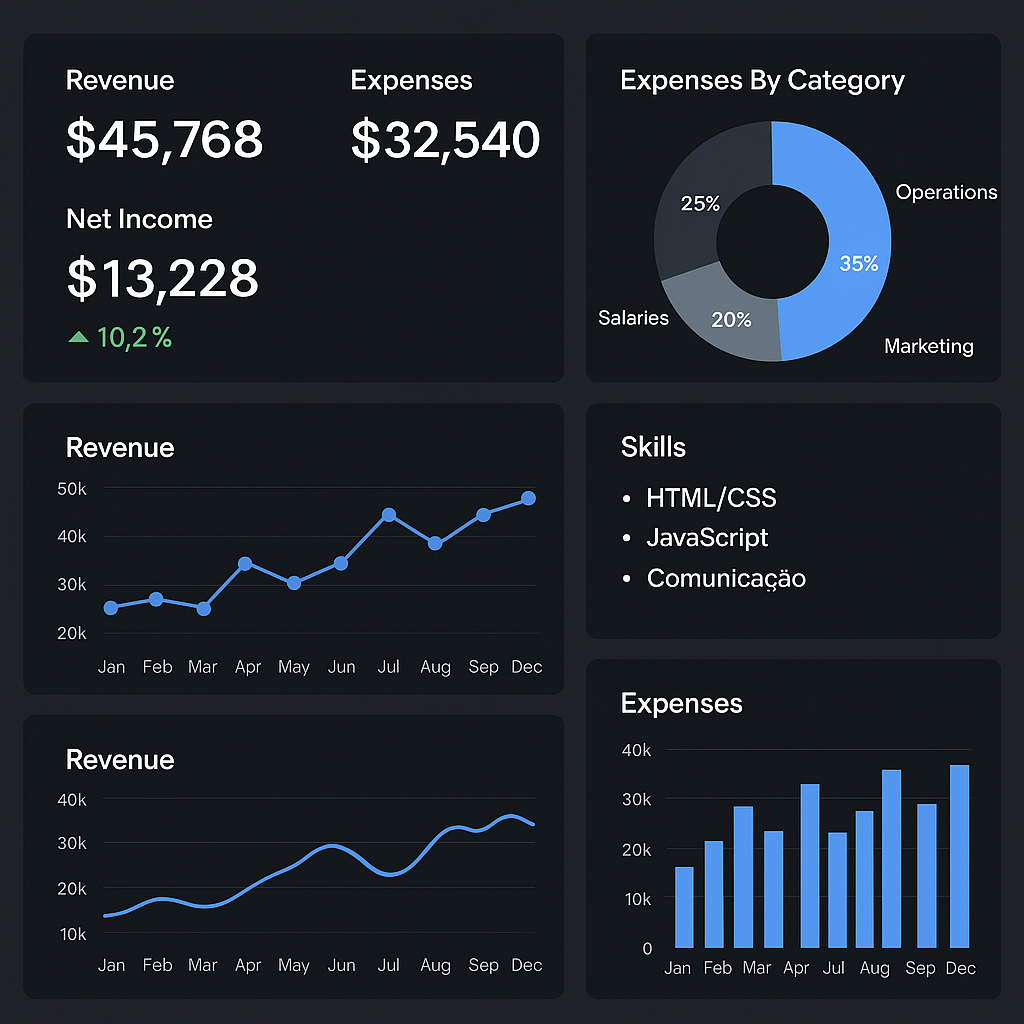 Revenue
$45,768
Expenses
$32,540
Net Income
$13,228
10,2 %
Expenses By Category
25%
Operations
35%
Salaries
20%
Marketing
Revenue
50k
40k
30k
20k
Jan Feb Mar Apr May Jun Jul Aug Sep Dec
Skills
• HTML/CSS
• JavaScript
• Comunicaçäo
Revenue
40k
30k
20k
10k
Jan Feb Mar Apr May Jun Jul Aug Sep Dec
Expenses
40k
30k
20k
10k
0
Jan Feb Mar Apr Jul Aug Sep Dec